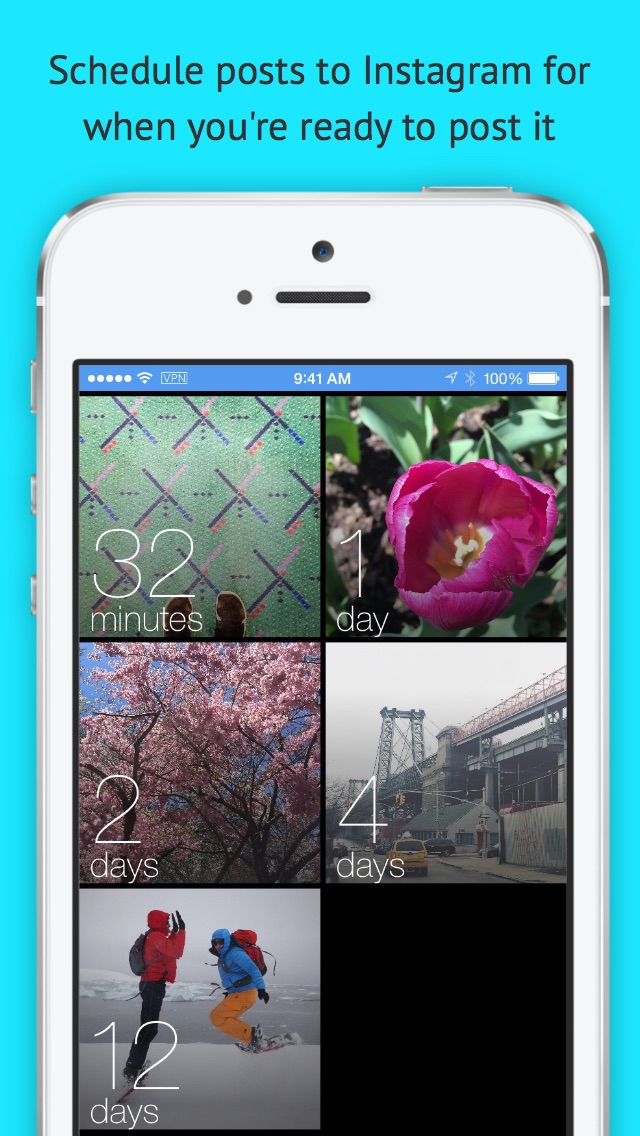 Schedule posts to Instagram for
when you're ready to post it
VPN 9:41 AM 100%
32
minutes
1
day
2
days
4
days
12
days